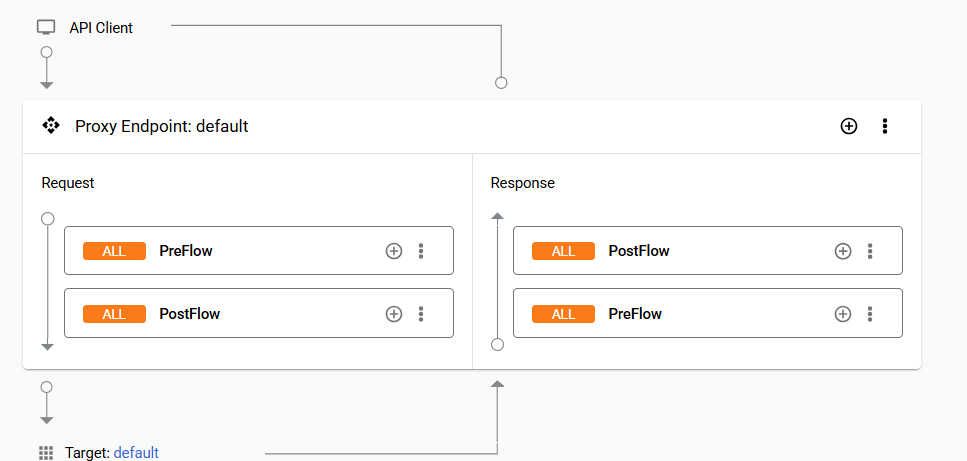 API Client
Proxy Endpoint: default
Request
ALL PreFlow
ALL PostFlow
Response
ALL PostFlow
ALL PreFlow
Target: default